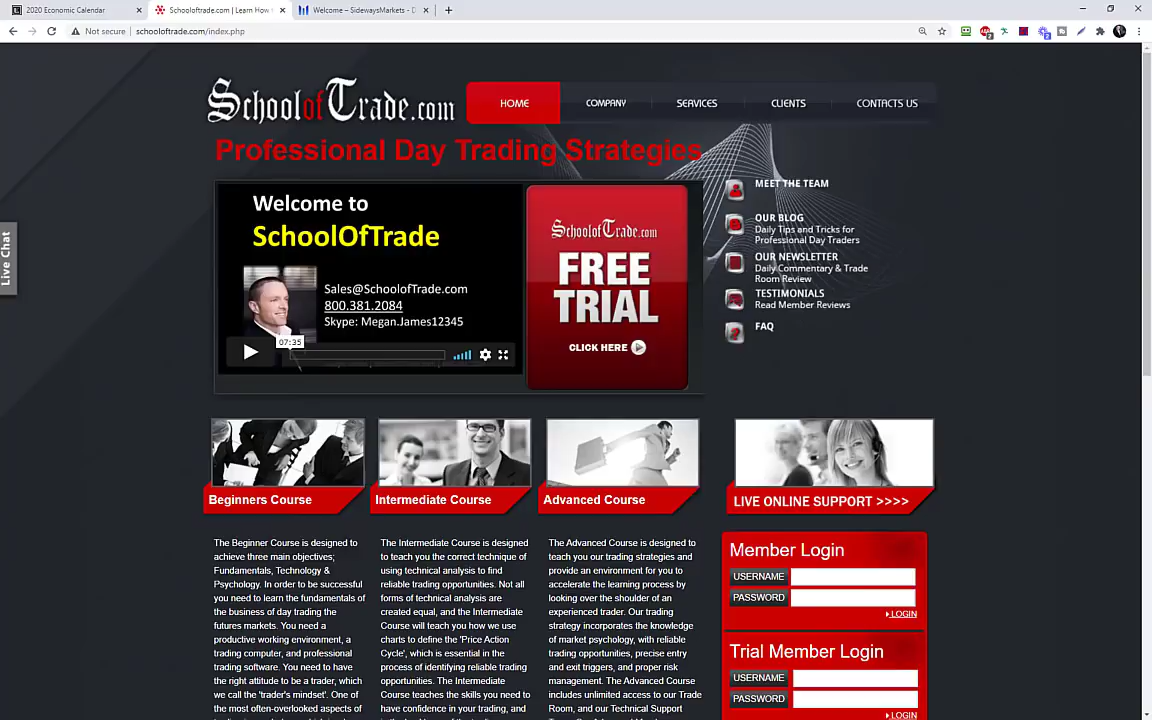 2020 Economic Calendar
Schooloftrade.com | Learn How
Welcome – SidewaysMarkets - D
Not secure
schooloftrade.com/index.php
SchoolofTrade.com
HOME
COMPANY
SERVICES
CLIENTS
CONTACTS US
Professional Day Trading Strategies
Welcome to
SchoolOfTrade
Sales@SchoolOfTrade.com
800.381.2084
Skype: Megan.James12345
07:35
SchoolofTrade.com
FREE
TRIAL
CLICK HERE
MEET THE TEAM
OUR BLOG
Daily Tips and Tricks for
Professional Day Traders
OUR NEWSLETTER
Daily Commentary & Trade
Room Review
TESTIMONIALS
Read Member Reviews
FAQ
Live Chat
Beginners Course
Intermediate Course
Advanced Course
LIVE ONLINE SUPPORT >>>>
The Beginner Course is designed to
achieve three main objectives;
Fundamentals, Technology &
Psychology. In order to be successful
you need to learn the fundamentals of
the business of day trading the
futures markets. You need a
productive working environment, a
trading computer, and professional
trading software. You need to have
the right attitude to be a trader, which
we call the 'trader's mindset'. One of
the most often-overlooked aspects of
The Intermediate Course is designed
to teach you the correct technique of
using technical analysis to find
reliable trading opportunities. Not all
forms of technical analysis are
created equal, and the Intermediate
Course will teach you how we use
charts to define the 'Price Action
Cycle', which is essential in the
process of identifying reliable trading
opportunities. The Intermediate
Course teaches the skills you need to
have confidence in your trading, and
The Advanced Course is designed to
teach you our trading strategies and
provide an environment for you to
accelerate the learning process by
looking over the shoulder of an
experienced trader. Our trading
strategy incorporates the knowledge
of market psychology, with reliable
trading opportunities, precise entry
and exit triggers, and proper risk
management. The Advanced Course
includes unlimited access to our Trade
Room, and our Technical Support
Member Login
USERNAME
PASSWORD
LOGIN
Trial Member Login
USERNAME
PASSWORD
LOGIN